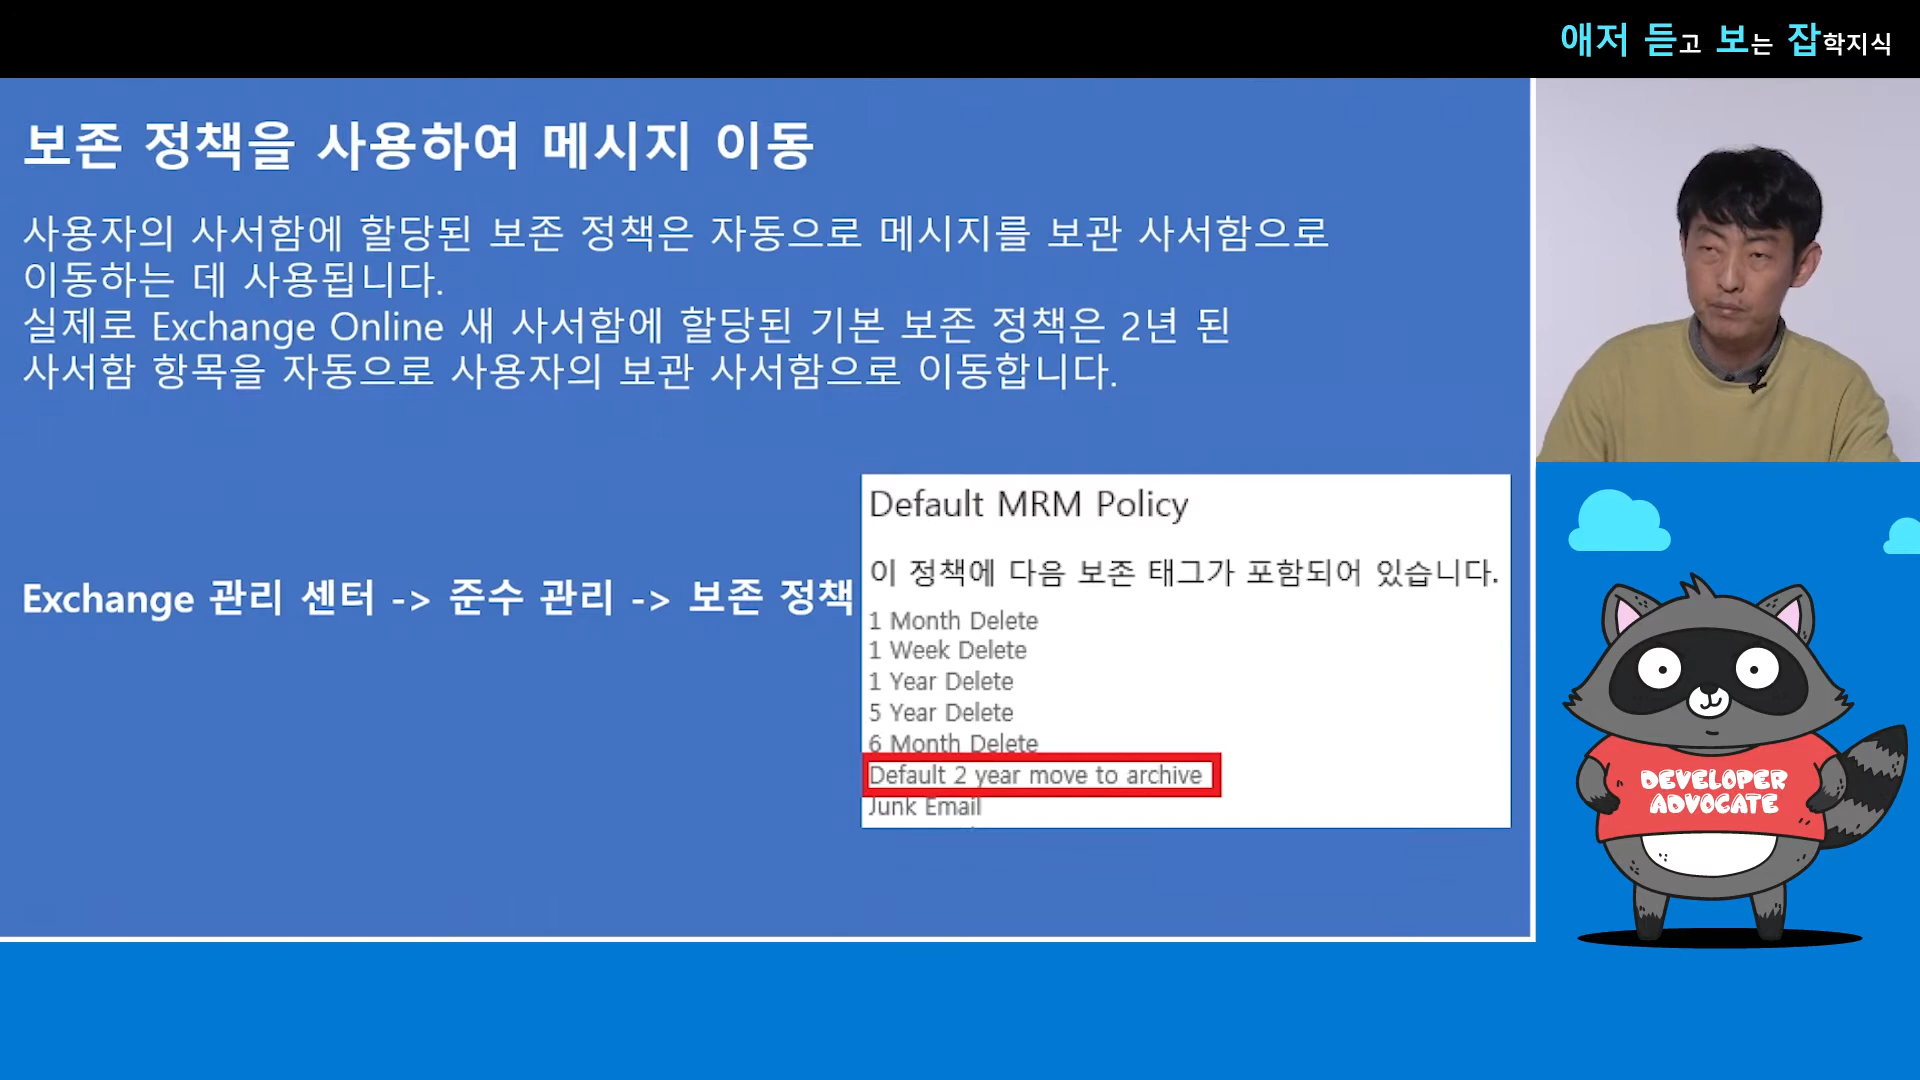 애저 듣고 보는 잡학지식
보존 정책을 사용하여 메시지 이동
사용자의 사서함에 할당된 보존 정책은 자동으로 메시지를 보관 사서함으로
이동하는 데 사용됩니다.
실제로 Exchange Online 새 사서함에 할당된 기본 보존 정책은 2년 된
사서함 항목을 자동으로 사용자의 보관 사서함으로 이동합니다.
Exchange 관리 센터 -> 준수 관리 -> 보존 정책
Default MRM Policy
이 정책에 다음 보존 태그가 포함되어 있습니다.
1 Month Delete
1 Week Delete
1 Year Delete
5 Year Delete
6 Month Delete
Default 2 year move to archive
Junk Email
DEVELOPER
ADVOCATE